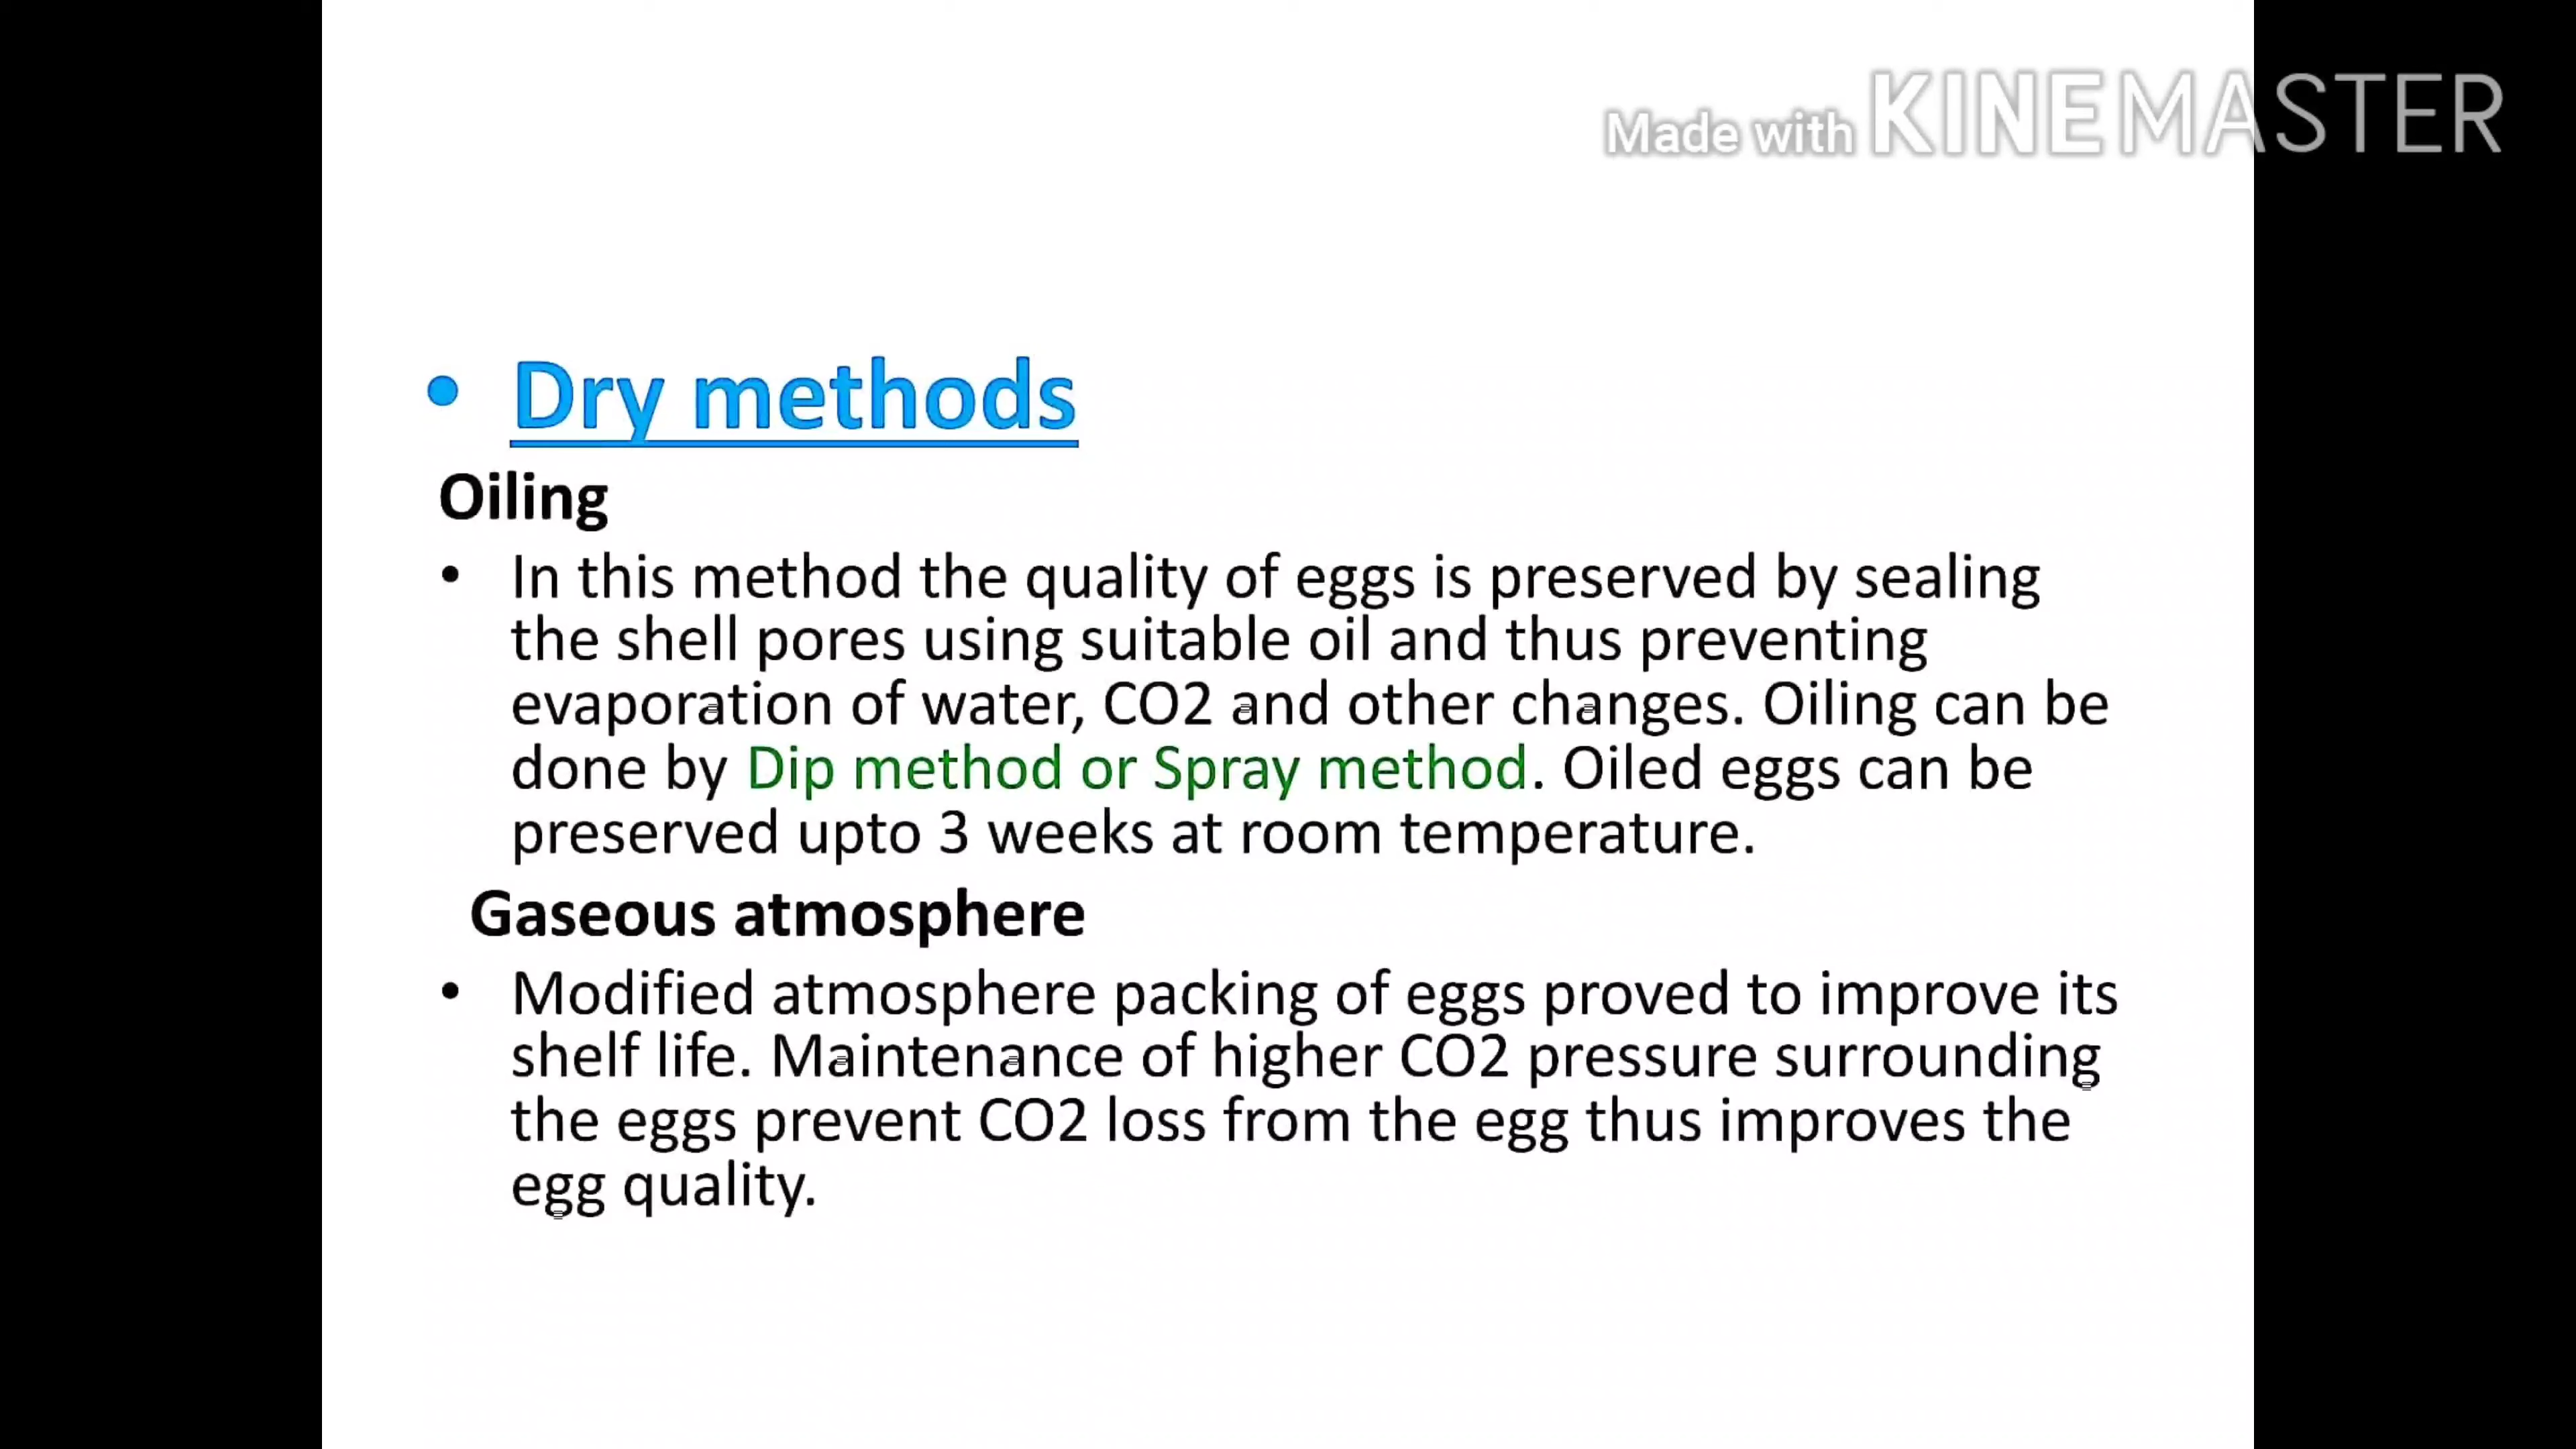 Made with KINEMASTER
• Dry methods
Oiling
• In this method the quality of eggs is preserved by sealing
the shell pores using suitable oil and thus preventing
evaporation of water, CO2 and other changes. Oiling can be
done by Dip method or Spray method. Oiled eggs can be
preserved upto 3 weeks at room temperature.
Gaseous atmosphere
• Modified atmosphere packing of eggs proved to improve its
shelf life. Maintenance of higher CO2 pressure surrounding
the eggs prevent CO2 loss from the egg thus improves the
egg quality.